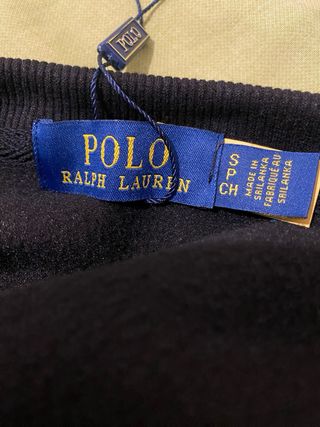 POLO
POLO
RALPH LAUREN
S
P
CH
MADE IN
SRI LANKA
FABRIQUÉ AU
SRI LANKA